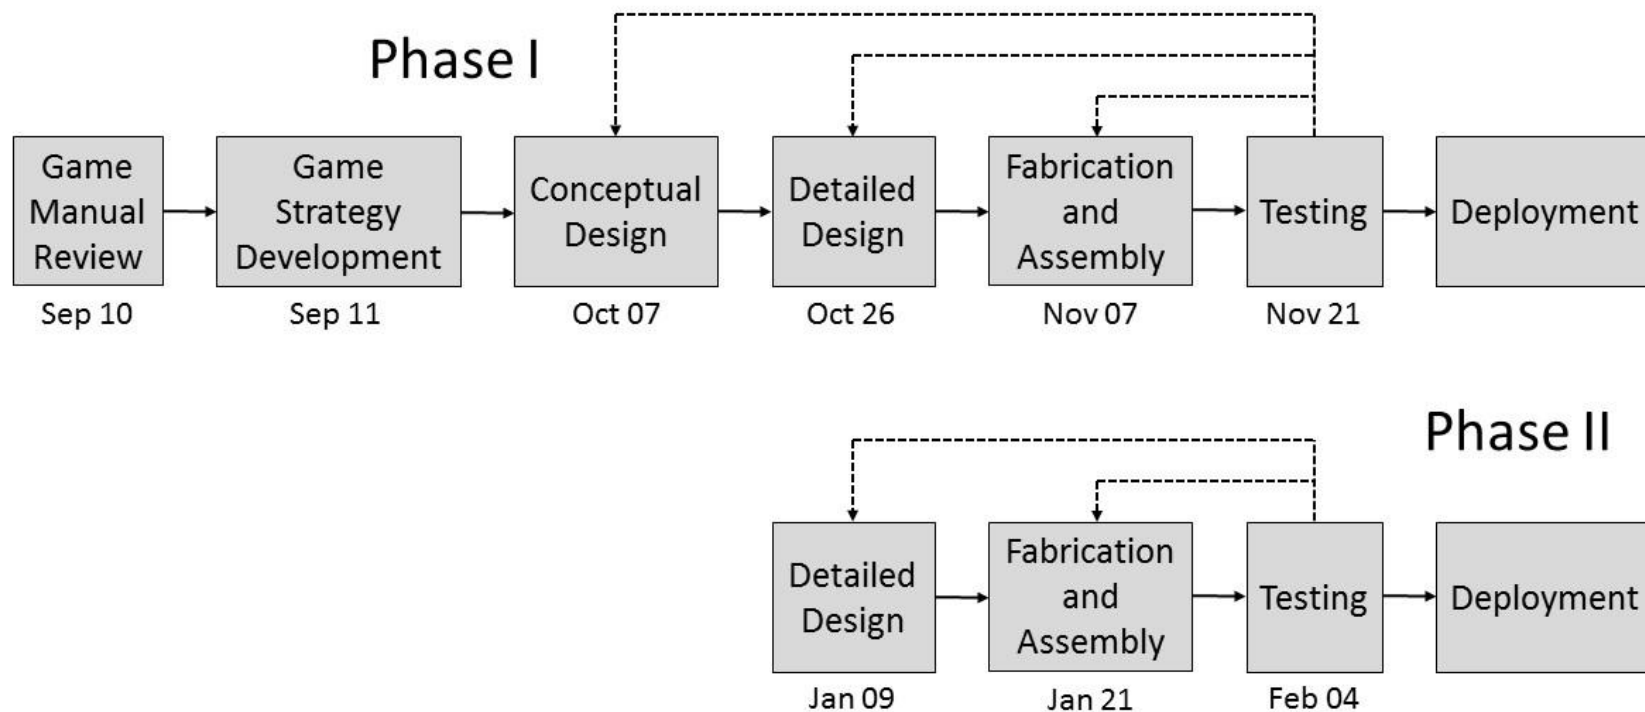 Phase I
Game
Manual
Review
Game
Strategy
Development
Conceptual
Design
Detailed
Design
Fabrication
and
Assembly
Testing
Deployment
Sep 10
Sep 11
Oct 07
Oct 26
Nov 07
Nov 21
Phase II
Detailed
Design
Fabrication
and
Assembly
Testing
Deployment
Jan 09
Jan 21
Feb 04